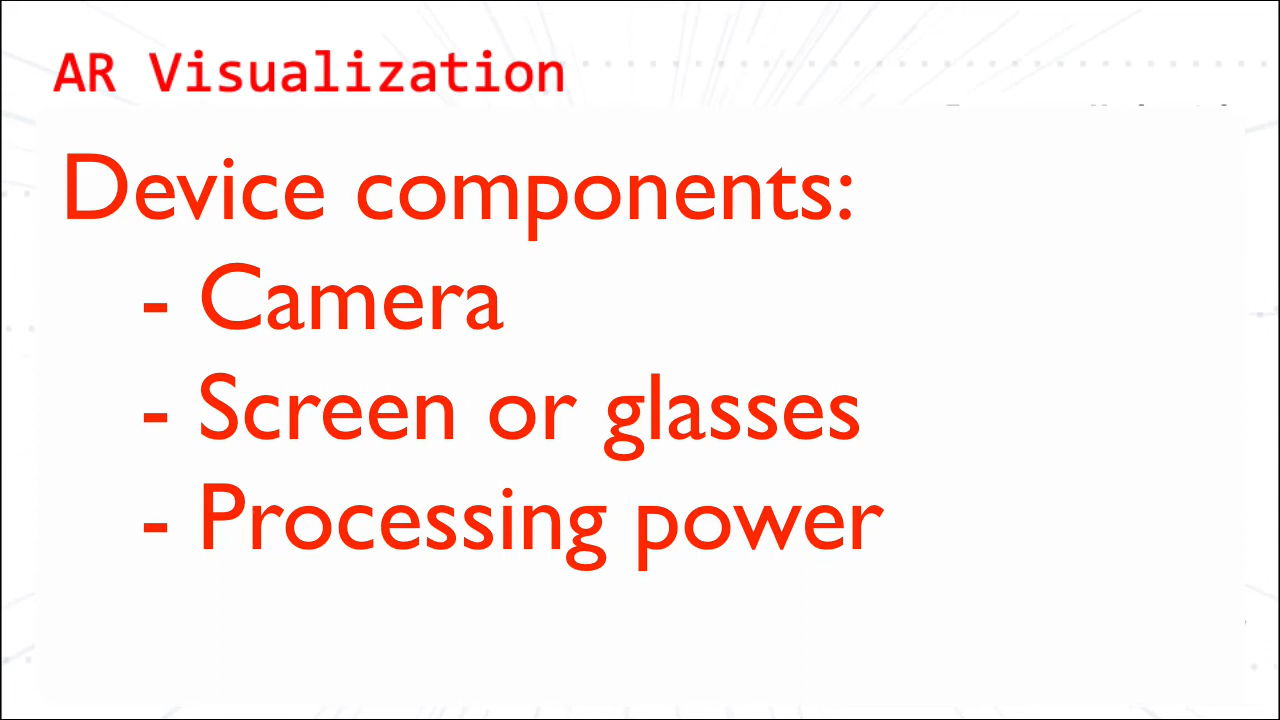 AR Visualization
Device components:
- Camera
- Screen or glasses
- Processing power